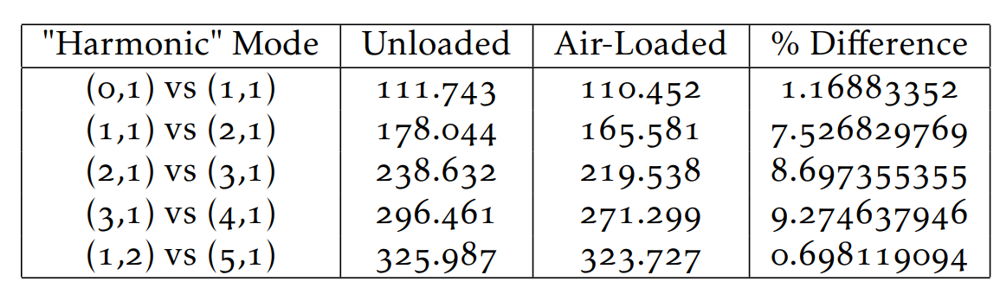 "Harmonic" Mode Unloaded Air-Loaded % Difference
(0,1) vs (1,1) 111.743 110.452 1.16883352
(1,1) vs (2,1) 178.044 165.581 7.526829769
(2,1) vs (3,1) 238.632 219.538 8.697355355
(3,1) vs (4,1) 296.461 271.299 9.274637946
(1,2) vs (5,1) 325.987 323.727 0.698119094